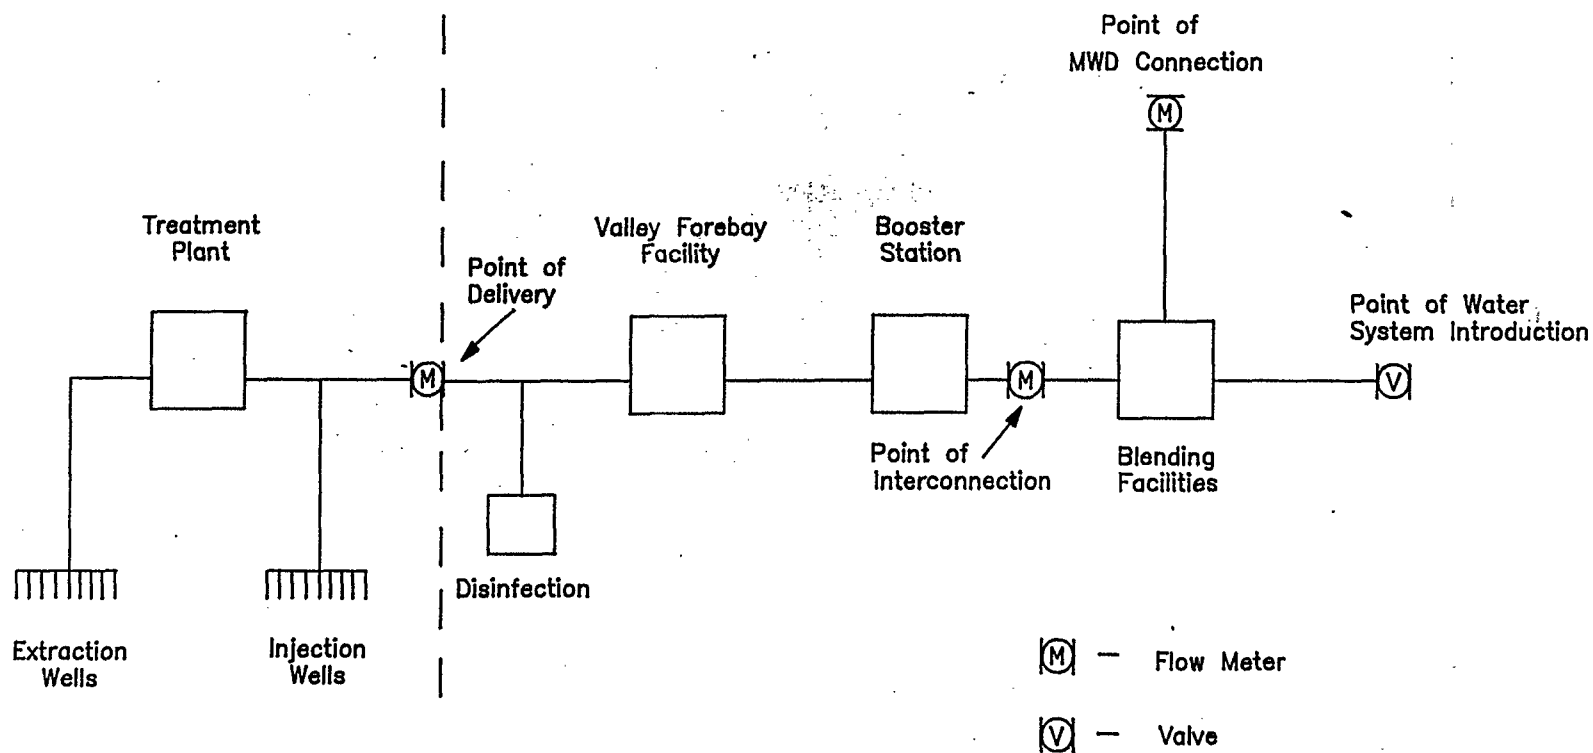 Point of
MWD Connection
M
Treatment
Plant
Point of
Delivery
Valley Forebay
Facility
Booster
Station
Point of Water
System Introduction
M
M
V
Point of
Interconnection
Blending
Facilities
Disinfection
Extraction
Wells
Injection
Wells
M — Flow Meter
V — Valve